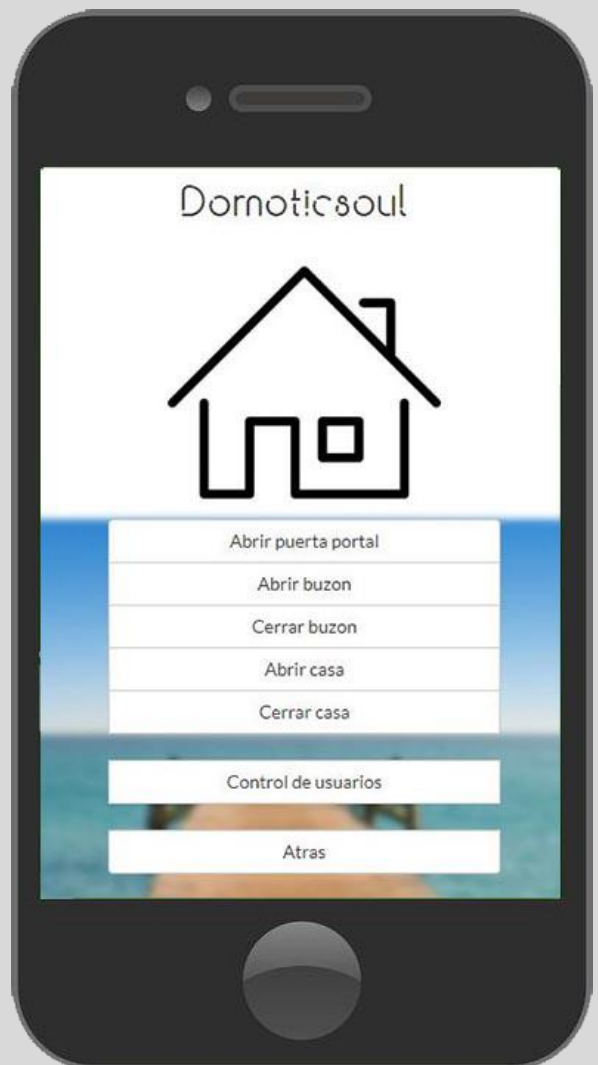 Domoticsoul
Abrir puerta portal
Abrir buzon
Cerrar buzon
Abrir casa
Cerrar casa
Control de usuarios
Atras